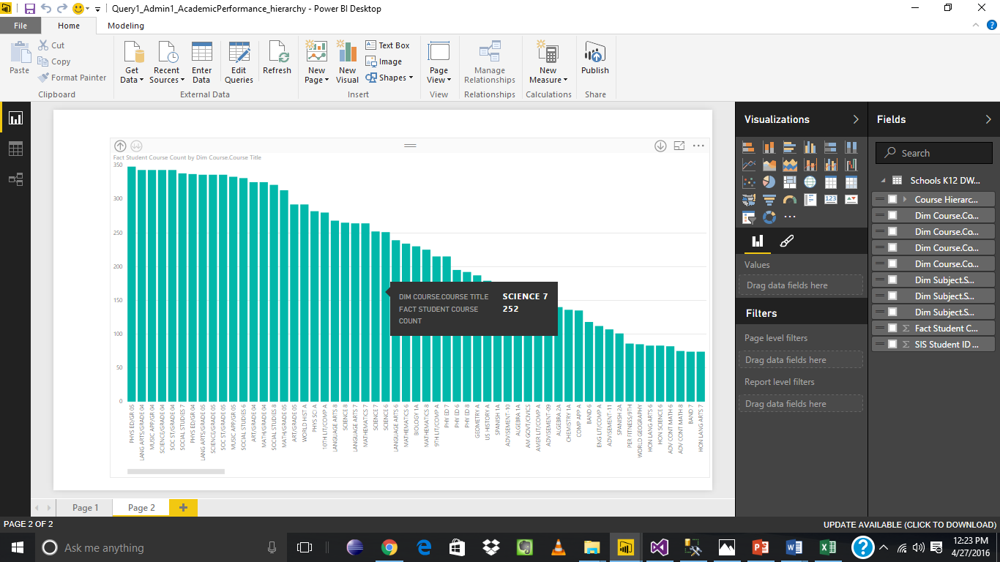 Query1_Admin1_AcademicPerformance_hierarchy - Power BI Desktop
File
Home
Modeling
Paste
Cut
Copy
Format Painter
Clipboard
Get Data
Recent Sources
Enter Data
Edit Queries
Refresh
External Data
New Page
New Visual
Text Box
Image
Shapes
Insert
Page View
View
Manage Relationships
Relationships
New Measure
Calculations
Publish
Share
Fact Student Course Count by Dim Course.Course Title
350
300
250
200
150
100
50
0
DIM COURSE.COURSE TITLE SCIENCE 7
FACT STUDENT COURSE COUNT 252
PHYS ED/GR 05
LANG ARTS/GRADE 04
MUSIC APP/GR 04
SCIENCE/GRADE 04
SOC ST/GRADE 04
SOCIAL STUDIES 7
PHYS ED/GR 04
LANG ARTS/GRADE 05
SCIENCE/GRADE 05
SOC ST/GRADE 05
MUSIC APP/GR 05
SOCIAL STUDIES 6
ART/GRADE 04
MATH/GRADE 04
SOCIAL STUDIES 8
MATH/GRADE 05
ART/GRADE 05
WORLD HIST A
PHYS SCI A
10TH LIT/COMP A
LANGUAGE ARTS 8
SCIENCE 8
LANGUAGE ARTS 7
MATHEMATICS 7
SCIENCE 7
SCIENCE 6
LANGUAGE ARTS 6
MATHEMATICS 6
BIOLOGY 1A
MATHEMATICS 8
9TH LIT/COMP A
PHY ED 7
PHY ED 6
PHY ED 8
GEOMETRY A
US HISTORY A
SPANISH 1A
ADVISEMENT-10
ALGEBRA 1A
AM GOVT/CIVICS
AMER LIT/COMP A
ADVISEMENT-09
ALGEBRA 2A
CHEMISTRY 1A
COMP APP A
BAND 6
ENG LIT/COMP A
ADVISEMENT-11
SPANISH 2A
PER FITNESS/9TH
WORLD GEOGRAPHY
HON LANG ARTS 6
HON SCIENCE 6
ADV CONT MATH 6
ADV CONT MATH 8
BAND 7
HON LANG ARTS 7
Visualizations
123
Values
Drag data fields here
Filters
Page level filters
Drag data fields here
Report level filters
Drag data fields here
Fields
Search
Schools K12 DW...
Course Hierarc...
Dim Course.Co...
Dim Course.Co...
Dim Course.Co...
Dim Course.Co...
Dim Subject.S...
Dim Subject.S...
Dim Subject.S...
Σ Fact Student C...
Σ SIS Student ID ...
Page 1
Page 2
PAGE 2 OF 2
UPDATE AVAILABLE (CLICK TO DOWNLOAD)
Ask me anything
12:23 PM
4/27/2016